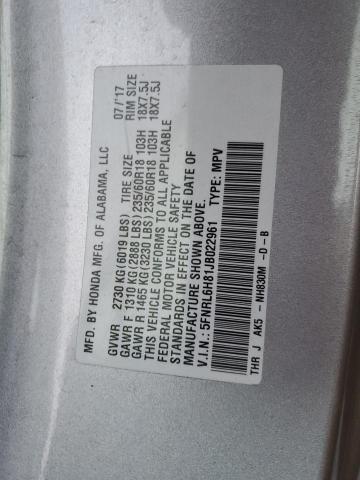 MFD. BY HONDA MFG. OF ALABAMA, LLC 07/'17
GVWR 2730 KG(6019 LBS) TIRE SIZE RIM SIZE
GAWR F 1310 KG(2888 LBS)235/60R18 103H 18X7.5J
GAWR R 1465 KG(3230 LBS)235/60R18 103H 18X7.5J
THIS VEHICLE CONFORMS TO ALL APPLICABLE
FEDERAL MOTOR VEHICLE SAFETY
STANDARDS IN EFFECT ON THE DATE OF
MANUFACTURE SHOWN ABOVE.
V.I.N.: 5FNRL6H81JB022961 TYPE: MPV
THR J AK5 - NH830M -D-B